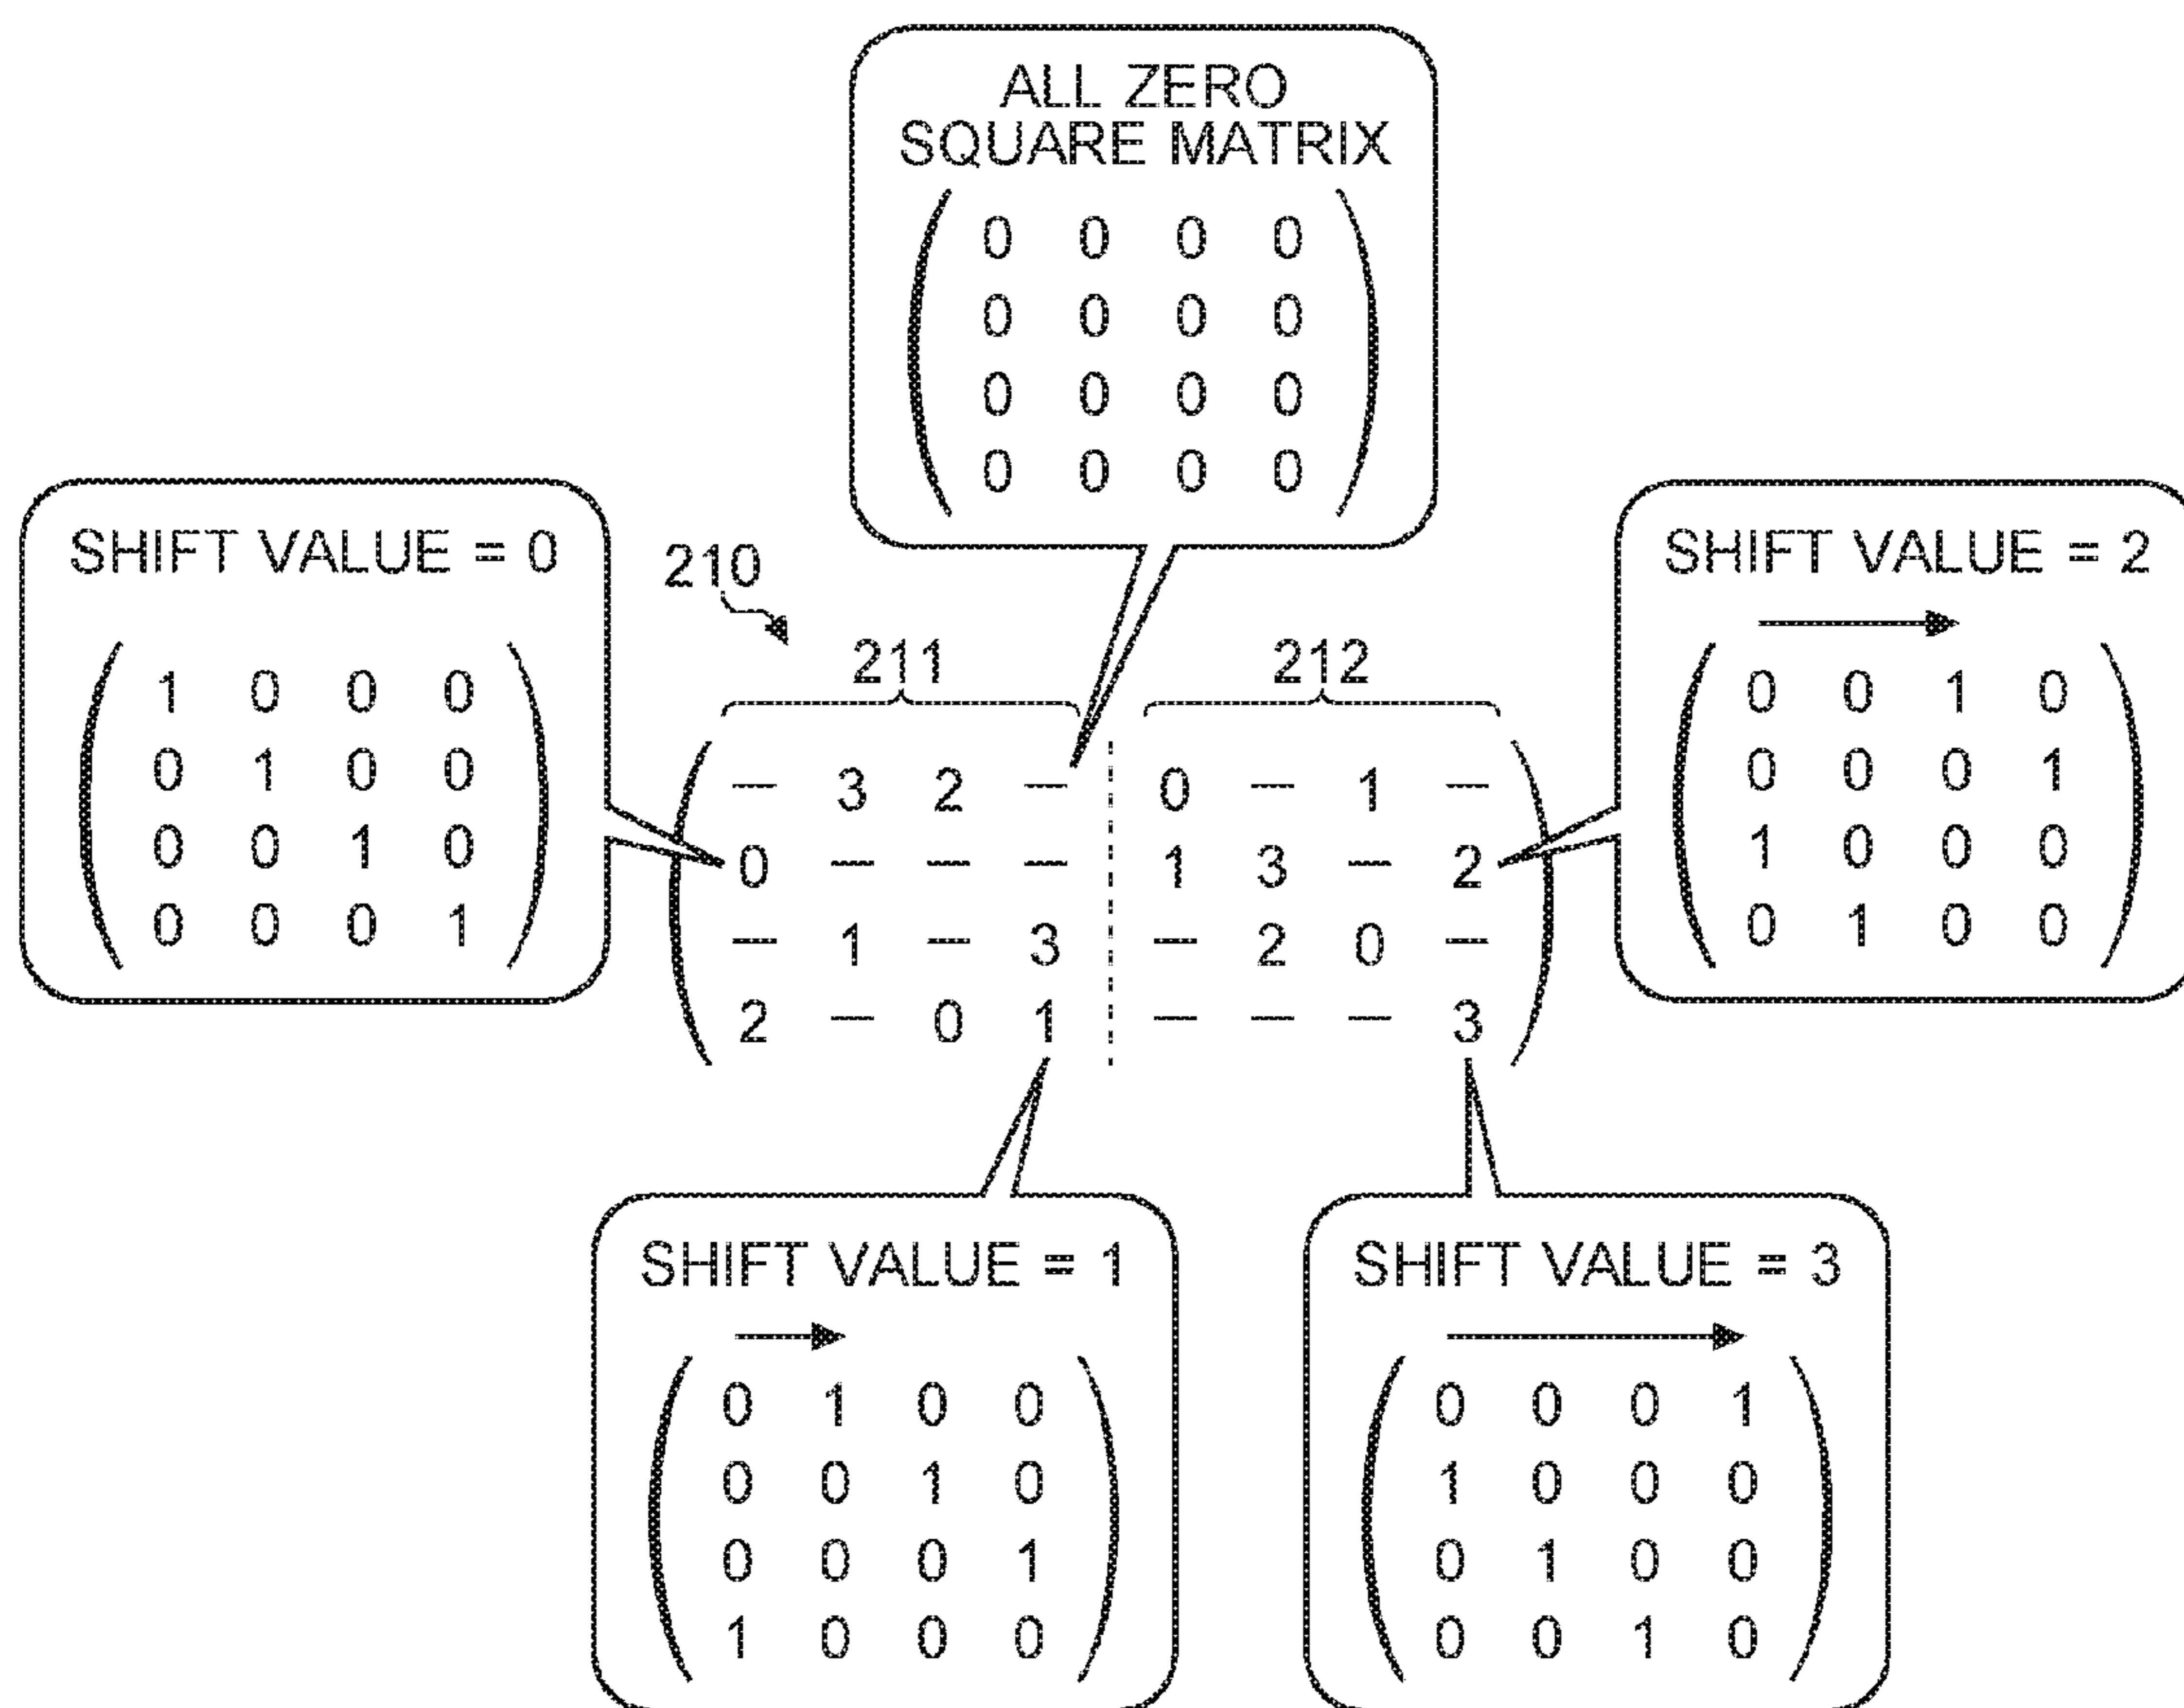 ALL ZERO
SQUARE MATRIX
0 0 0 0
0 0 0 0
0 0 0 0
0 0 0 0
SHIFT VALUE = 0
1 0 0 0
0 1 0 0
0 0 1 0
0 0 0 1
210
211
212
— 3 2 — 0 — 1 —
0 — — — 1 3 — 2
— 1 — 3 — 2 0 —
2 — 0 1 — — — 3
SHIFT VALUE = 2
0 0 1 0
0 0 0 1
1 0 0 0
0 1 0 0
SHIFT VALUE = 1
0 1 0 0
0 0 1 0
0 0 0 1
1 0 0 0
SHIFT VALUE = 3
0 0 0 1
1 0 0 0
0 1 0 0
0 0 1 0